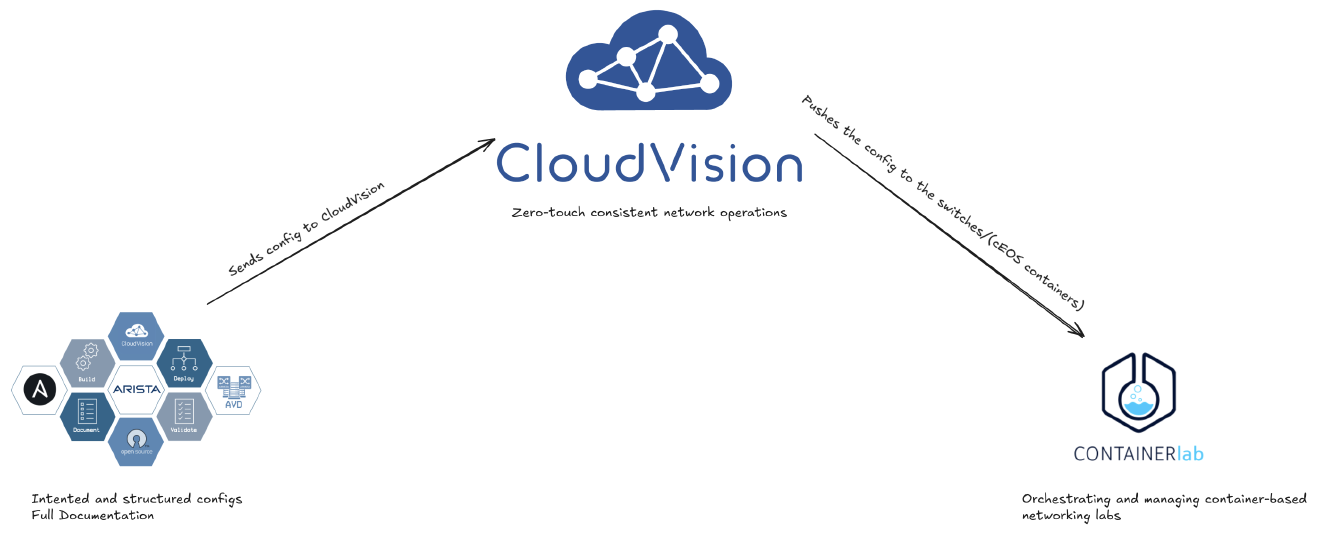 CloudVision
Zero-touch consistent network operations
Sends config to CloudVision
Pushes the config to the switches/(cEOS containers)
CloudVision
Build
Deploy
A
ARISTA
AVD
Document
Validate
open source
Intented and structured configs
Full Documentation
CONTAINERlab
Orchestrating and managing container-based
networking labs